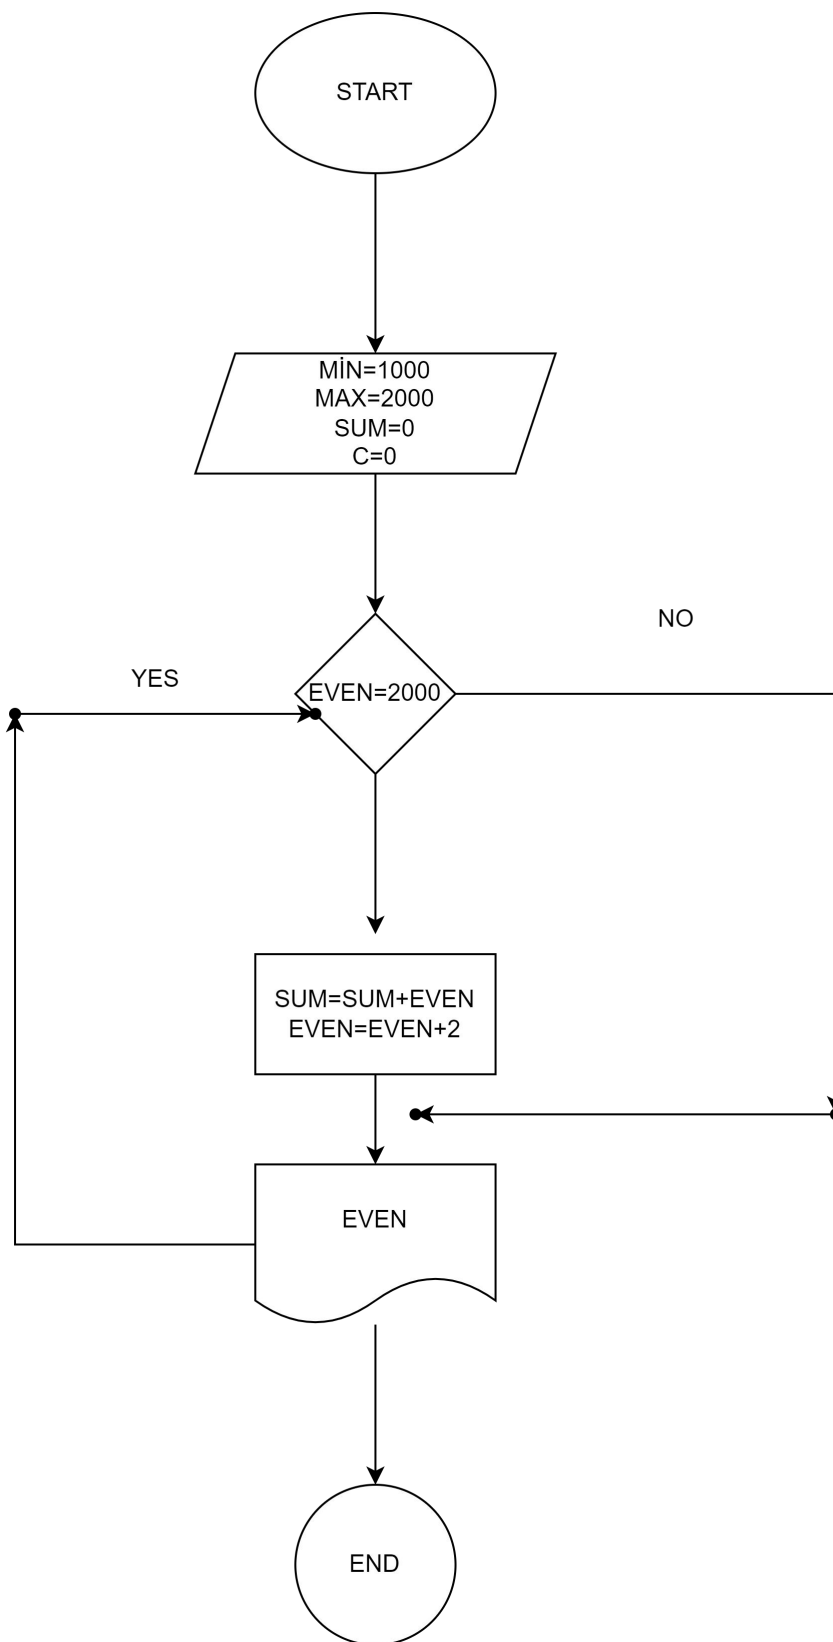 START
MİN=1000
MAX=2000
SUM=0
C=0
NO
YES
EVEN=2000
SUM=SUM+EVEN
EVEN=EVEN+2
EVEN
END